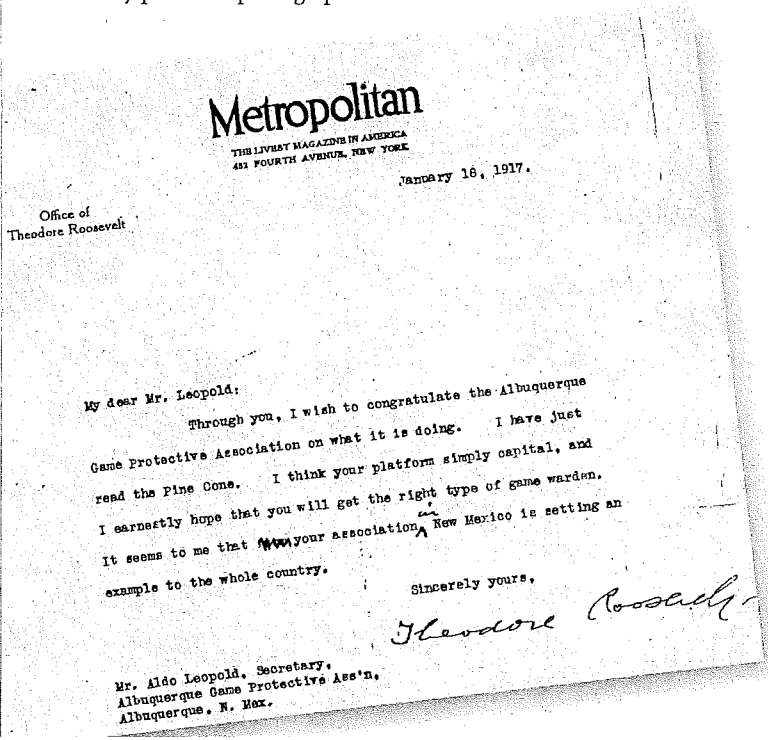 Metropolitan
THE LIVEST MAGAZINE IN AMERICA
432 FOURTH AVENUE, NEW YORK
January 18, 1917.
Office of
Theodore Roosevelt
My dear Mr. Leopold:
Through you, I wish to congratulate the Albuquerque
Game Protective Association on what it is doing. I have just
read the Pine Cone. I think your platform simply capital, and
I earnestly hope that you will get the right type of game warden.
It seems to me that your association in New Mexico is setting an
example to the whole country.
Sincerely yours,
Theodore Roosevelt
Mr. Aldo Leopold, Secretary,
Albuquerque Game Protective Ass'n,
Albuquerque, N. Mex.